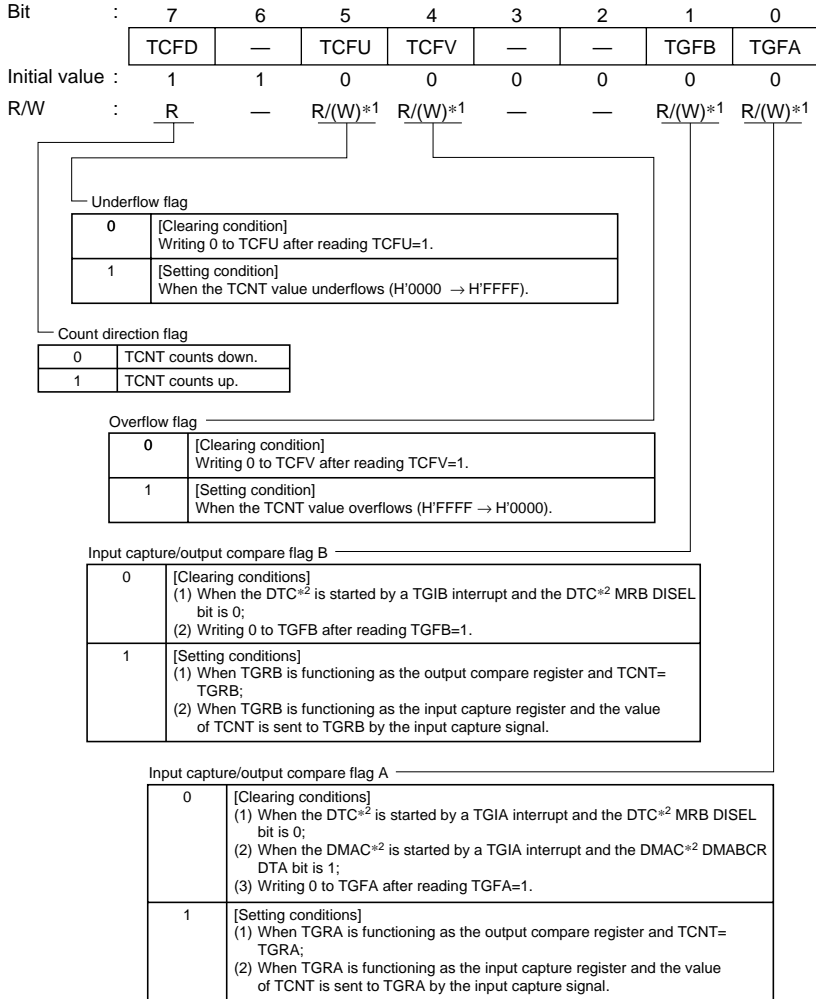 Bit : 7 6 5 4 3 2 1 0
TCFD — TCFU TCFV — — TGFB TGFA
Initial value : 1 1 0 0 0 0 0 0
R/W : R — R/(W)*1 R/(W)*1 — — R/(W)*1 R/(W)*1
Underflow flag
0 [Clearing condition]
Writing 0 to TCFU after reading TCFU=1.
1 [Setting condition]
When the TCNT value underflows (H'0000 → H'FFFF).
Count direction flag
0 TCNT counts down.
1 TCNT counts up.
Overflow flag
0 [Clearing condition]
Writing 0 to TCFV after reading TCFV=1.
1 [Setting condition]
When the TCNT value overflows (H'FFFF → H'0000).
Input capture/output compare flag B
0 [Clearing conditions]
(1) When the DTC*2 is started by a TGIB interrupt and the DTC*2 MRB DISEL
bit is 0;
(2) Writing 0 to TGFB after reading TGFB=1.
1 [Setting conditions]
(1) When TGRB is functioning as the output compare register and TCNT=
TGRB;
(2) When TGRB is functioning as the input capture register and the value
of TCNT is sent to TGRB by the input capture signal.
Input capture/output compare flag A
0 [Clearing conditions]
(1) When the DTC*2 is started by a TGIA interrupt and the DTC*2 MRB DISEL
bit is 0;
(2) When the DMAC*2 is started by a TGIA interrupt and the DMAC*2 DMABCR
DTA bit is 1;
(3) Writing 0 to TGFA after reading TGFA=1.
1 [Setting conditions]
(1) When TGRA is functioning as the output compare register and TCNT=
TGRA;
(2) When TGRA is functioning as the input capture register and the value
of TCNT is sent to TGRA by the input capture signal.